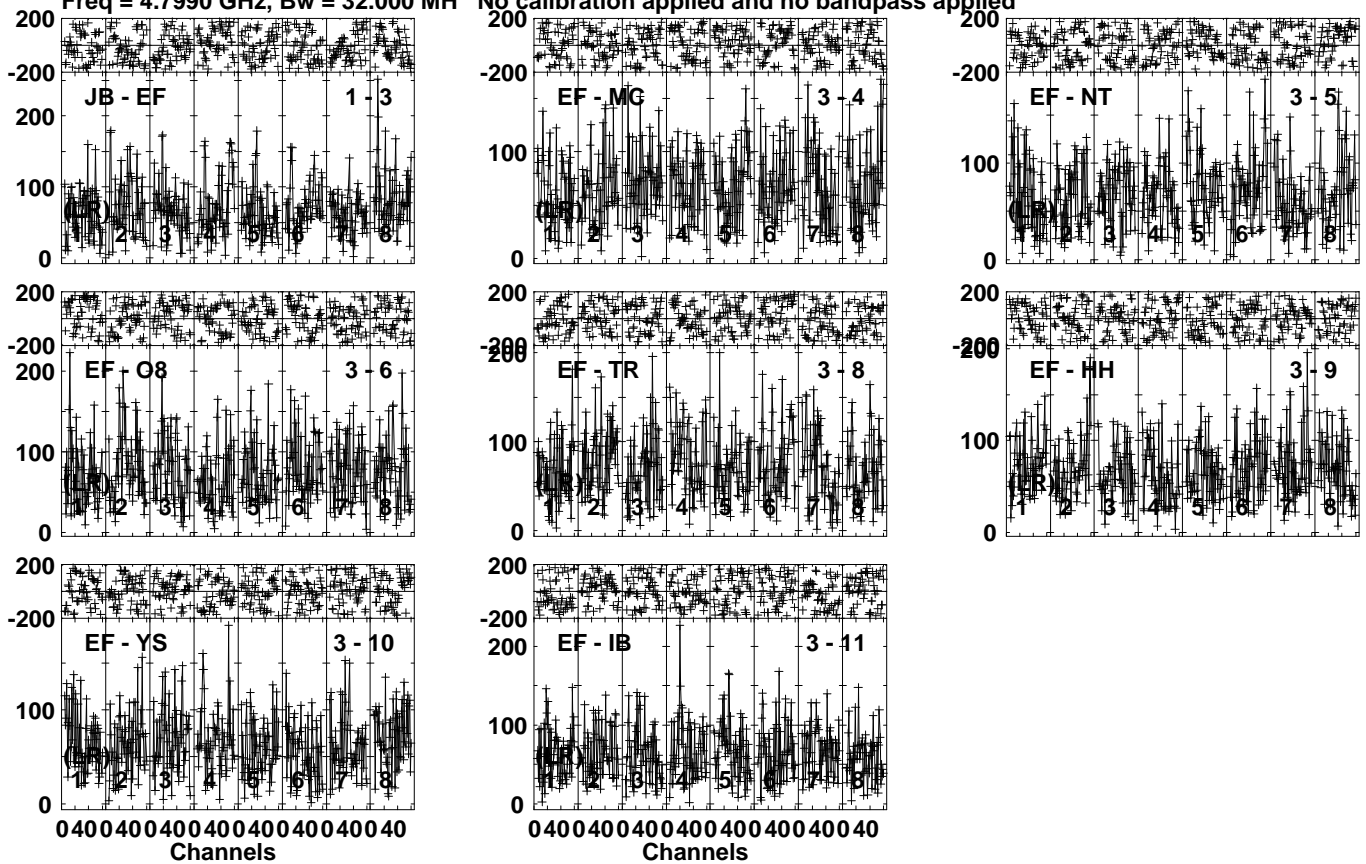 Freq = 4.7990 GHz, Bw = 32.000 MH No calibration applied and no bandpass applied
200 200 200
-200 -200 -200
JB - EF 1 - 3 EF - MC 3 - 4 EF - NT 3 - 5
200
100 100 100
(LR) (LR) (LR)
1 2 3 4 5 6 7 8 1 2 3 4 5 6 7 8 1 2 3 4 5 6 7 8
0 0 0
200 200 200
-200 -200 -200
200 200
EF - O8 3 - 6 EF - TR 3 - 8 EF - HH 3 - 9
200
100 100 100
(LR) (LR) (LR)
1 2 3 4 5 6 7 8 1 2 3 4 5 6 7 8 1 2 3 4 5 6 7 8
0 0 0
200 200
-200 -200
EF - YS 3 - 10 EF - IB 3 - 11
200
100 100
(LR) (LR)
1 2 3 4 5 6 7 8 1 2 3 4 5 6 7 8
0 0
0 40 0 40 0 40 0 40 0 40 0 40 0 40 0 40 0 40 0 40 0 40 0 40 0 40 0 40 0 40 0 40
Channels Channels